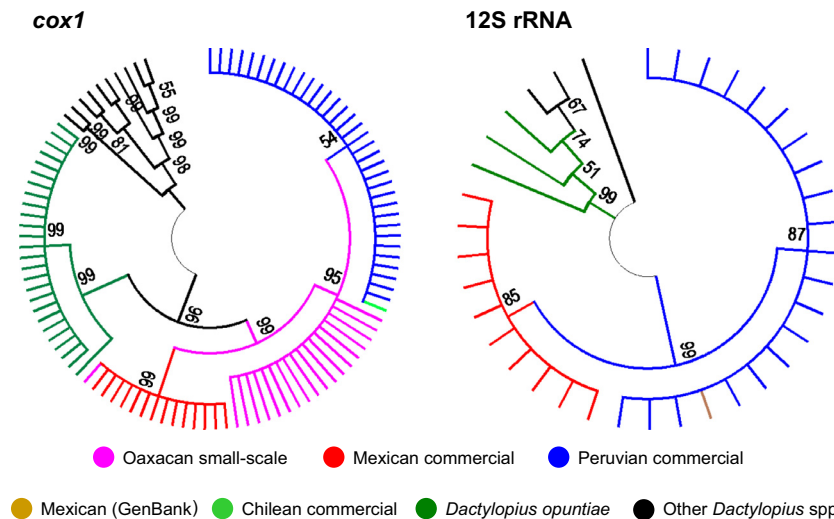 cox1
12S rRNA
55
99
99
99
98
81
99
99
54
99
99
95
99
96
99
67
74
51
99
87
85
99
Oaxacan small-scale
Mexican commercial
Peruvian commercial
Mexican (GenBank)
Chilean commercial
Dactylopius opuntiae
Other Dactylopius spp